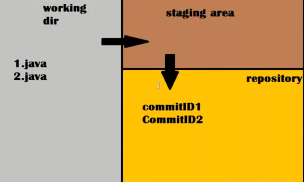 working
dir
staging area
1.java
2.java
repository
commitID1
CommitID2